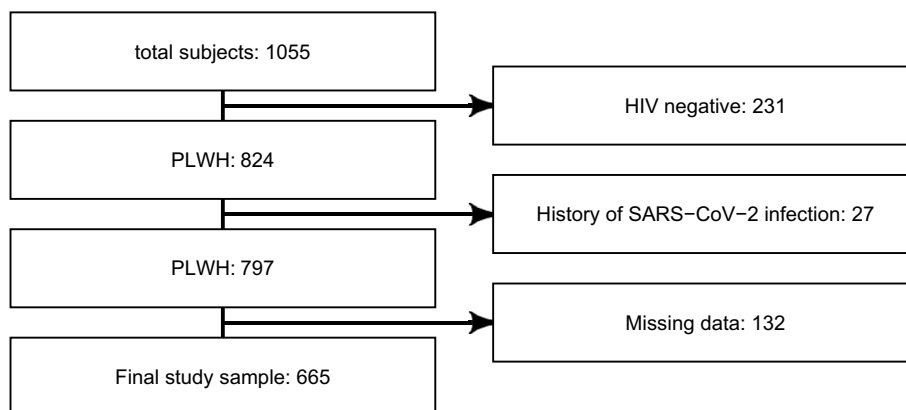 total subjects: 1055
HIV negative: 231
PLWH: 824
History of SARS−CoV−2 infection: 27
PLWH: 797
Missing data: 132
Final study sample: 665